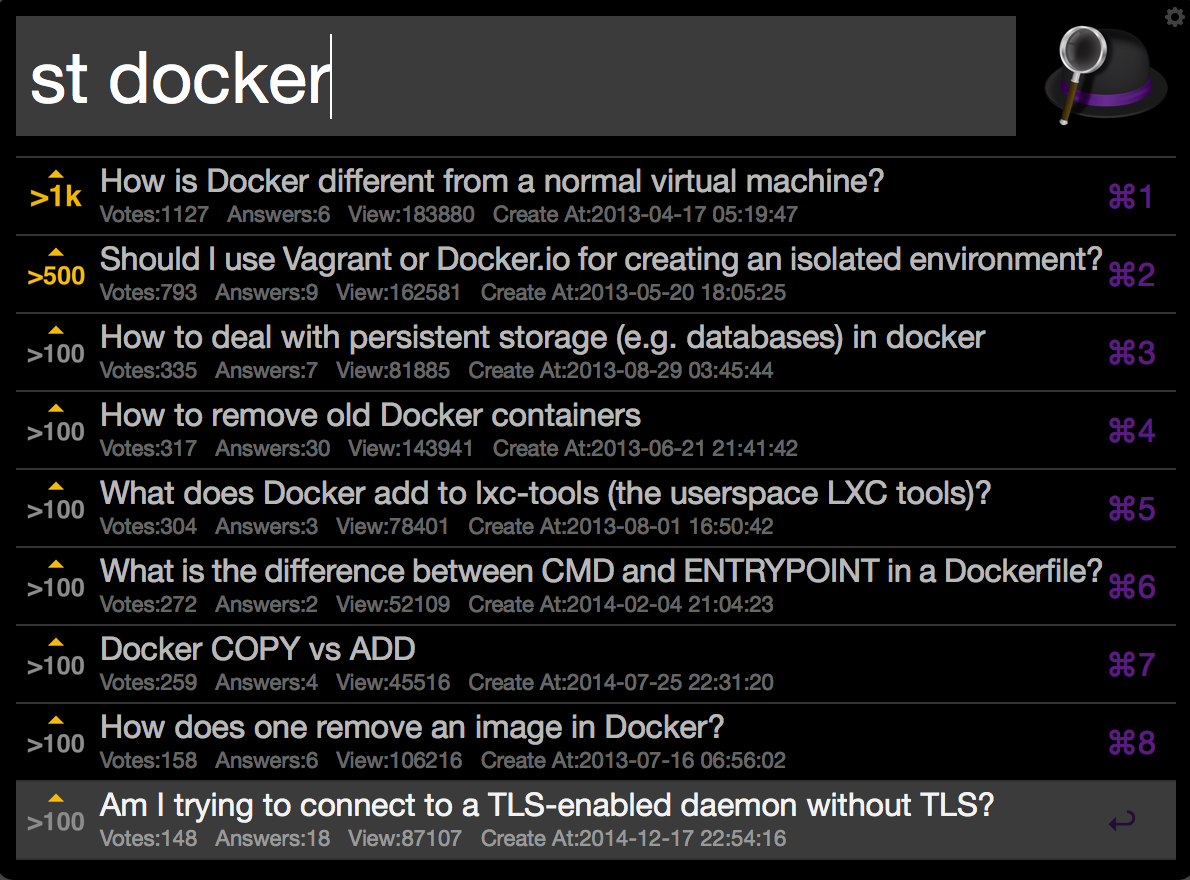 st docker
>1k How is Docker different from a normal virtual machine? ⌘1
Votes:1127 Answers:6 View:183880 Create At:2013-04-17 05:19:47
>500 Should I use Vagrant or Docker.io for creating an isolated environment? ⌘2
Votes:793 Answers:9 View:162581 Create At:2013-05-20 18:05:25
>100 How to deal with persistent storage (e.g. databases) in docker ⌘3
Votes:335 Answers:7 View:81885 Create At:2013-08-29 03:45:44
>100 How to remove old Docker containers ⌘4
Votes:317 Answers:30 View:143941 Create At:2013-06-21 21:41:42
>100 What does Docker add to lxc-tools (the userspace LXC tools)? ⌘5
Votes:304 Answers:3 View:78401 Create At:2013-08-01 16:50:42
>100 What is the difference between CMD and ENTRYPOINT in a Dockerfile? ⌘6
Votes:272 Answers:2 View:52109 Create At:2014-02-04 21:04:23
>100 Docker COPY vs ADD ⌘7
Votes:259 Answers:4 View:45516 Create At:2014-07-25 22:31:20
>100 How does one remove an image in Docker? ⌘8
Votes:158 Answers:6 View:106216 Create At:2013-07-16 06:56:02
>100 Am I trying to connect to a TLS-enabled daemon without TLS? ↩
Votes:148 Answers:18 View:87107 Create At:2014-12-17 22:54:16